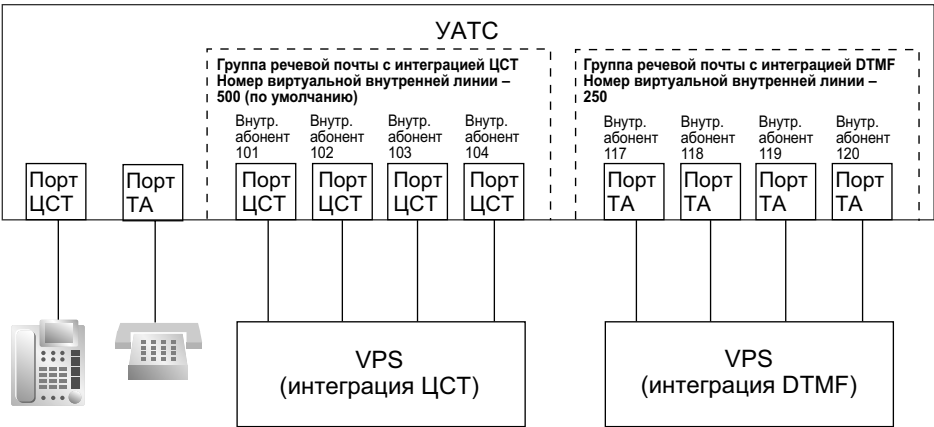 УАТС
Группа речевой почты с интеграцией ЦСТ
Номер виртуальной внутренней линии –
500 (по умолчанию)
Группа речевой почты с интеграцией DTMF
Номер виртуальной внутренней линии –
250
Внутр.
абонент
101
Внутр.
абонент
102
Внутр.
абонент
103
Внутр.
абонент
104
Внутр.
абонент
117
Внутр.
абонент
118
Внутр.
абонент
119
Внутр.
абонент
120
Порт
ЦСТ
Порт
ТА
Порт
ЦСТ
Порт
ЦСТ
Порт
ЦСТ
Порт
ЦСТ
Порт
ТА
Порт
ТА
Порт
ТА
Порт
ТА
VPS
(интеграция ЦСТ)
VPS
(интеграция DTMF)